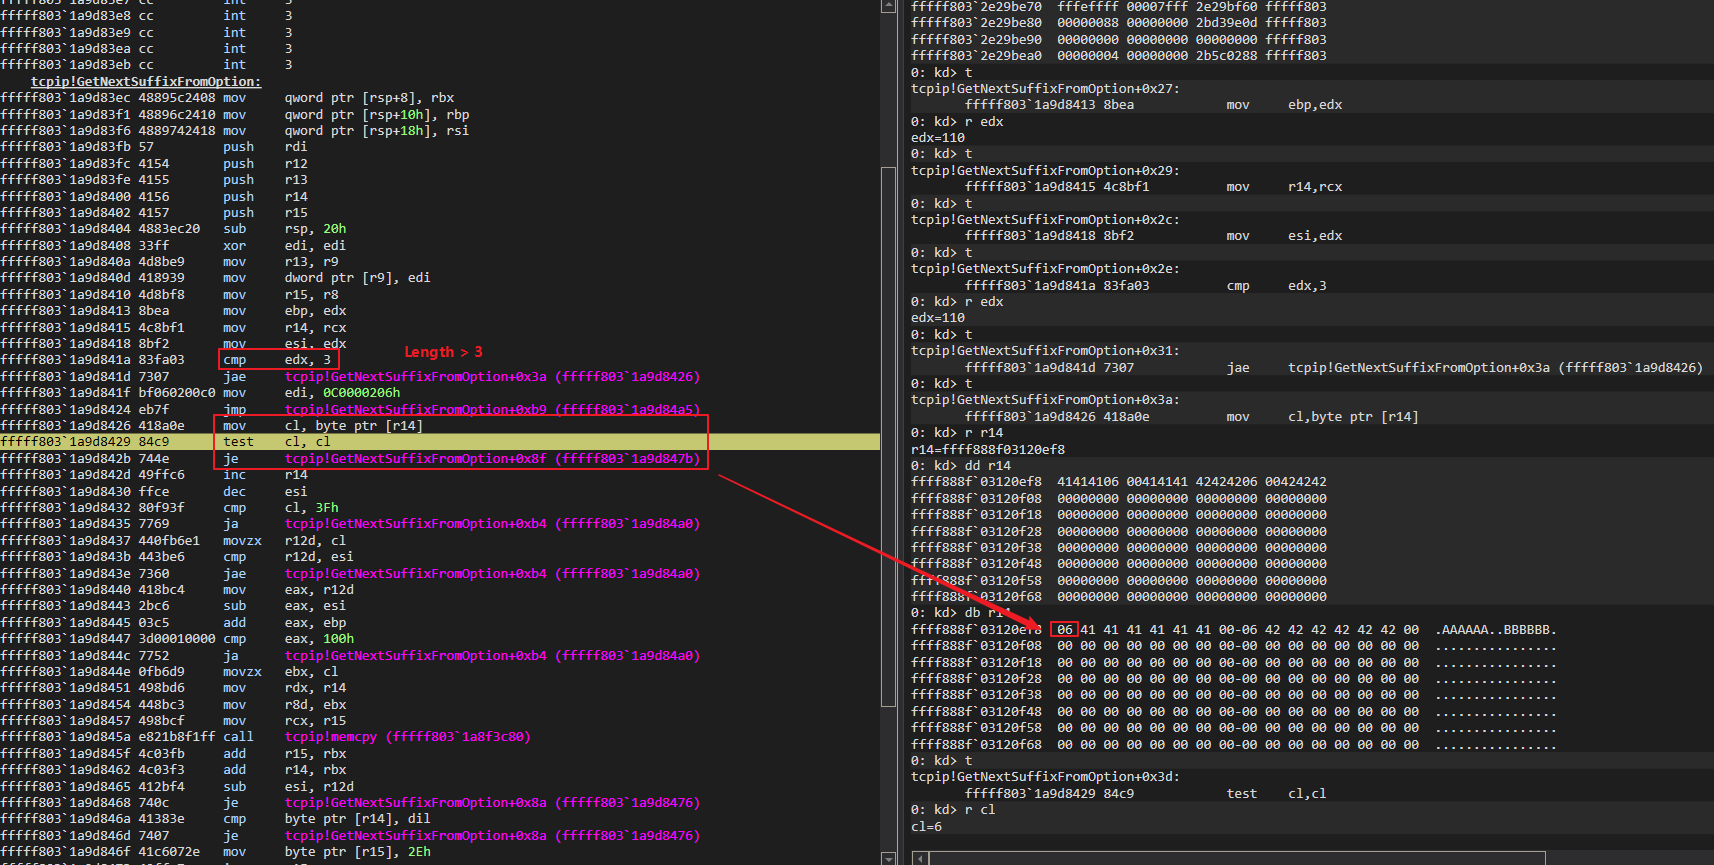 fffff803`1a9d83e7 cc int 3
fffff803`1a9d83e8 cc int 3
fffff803`1a9d83e9 cc int 3
fffff803`1a9d83ea cc int 3
fffff803`1a9d83eb cc int 3
tcpip!GetNextSuffixFromOption:
fffff803`1a9d83ec 48895c2408 mov qword ptr [rsp+8], rbx
fffff803`1a9d83f1 48896c2410 mov qword ptr [rsp+10h], rbp
fffff803`1a9d83f6 4889742418 mov qword ptr [rsp+18h], rsi
fffff803`1a9d83fb 57 push rdi
fffff803`1a9d83fc 4154 push r12
fffff803`1a9d83fe 4155 push r13
fffff803`1a9d8400 4156 push r14
fffff803`1a9d8402 4157 push r15
fffff803`1a9d8404 4883ec20 sub rsp, 20h
fffff803`1a9d8408 33ff xor edi, edi
fffff803`1a9d840a 4d8be9 mov r13, r9
fffff803`1a9d840d 418939 mov dword ptr [r9], edi
fffff803`1a9d8410 4d8bf8 mov r15, r8
fffff803`1a9d8413 8bea mov ebp, edx
fffff803`1a9d8415 4c8bf1 mov r14, rcx
fffff803`1a9d8418 8bf2 mov esi, edx
fffff803`1a9d841a 83fa03 cmp edx, 3
Length > 3
fffff803`1a9d841d 7307 jae tcpip!GetNextSuffixFromOption+0x3a (fffff803`1a9d8426)
fffff803`1a9d841f bf060200c0 mov edi, 0C0000206h
fffff803`1a9d8424 eb7f jmp tcpip!GetNextSuffixFromOption+0xb9 (fffff803`1a9d84a5)
fffff803`1a9d8426 418a0e mov cl, byte ptr [r14]
fffff803`1a9d8429 84c9 test cl, cl
fffff803`1a9d842b 744e je tcpip!GetNextSuffixFromOption+0x8f (fffff803`1a9d847b)
fffff803`1a9d842d 49ffc6 inc r14
fffff803`1a9d8430 ffce dec esi
fffff803`1a9d8432 80f93f cmp cl, 3Fh
fffff803`1a9d8435 7769 ja tcpip!GetNextSuffixFromOption+0xb4 (fffff803`1a9d84a0)
fffff803`1a9d8437 440fb6e1 movzx r12d, cl
fffff803`1a9d843b 443be6 cmp r12d, esi
fffff803`1a9d843e 7360 jae tcpip!GetNextSuffixFromOption+0xb4 (fffff803`1a9d84a0)
fffff803`1a9d8440 418bc4 mov eax, r12d
fffff803`1a9d8443 2bc6 sub eax, esi
fffff803`1a9d8445 03c5 add eax, ebp
fffff803`1a9d8447 3d00010000 cmp eax, 100h
fffff803`1a9d844c 7752 ja tcpip!GetNextSuffixFromOption+0xb4 (fffff803`1a9d84a0)
fffff803`1a9d844e 0fb6d9 movzx ebx, cl
fffff803`1a9d8451 498bd6 mov rdx, r14
fffff803`1a9d8454 448bc3 mov r8d, ebx
fffff803`1a9d8457 498bcf mov rcx, r15
fffff803`1a9d845a e821b8f1ff call tcpip!memcpy (fffff803`1a8f3c80)
fffff803`1a9d845f 4c03fb add r15, rbx
fffff803`1a9d8462 4c03f3 add r14, rbx
fffff803`1a9d8465 412bf4 sub esi, r12d
fffff803`1a9d8468 740c je tcpip!GetNextSuffixFromOption+0x8a (fffff803`1a9d8476)
fffff803`1a9d846a 41383e cmp byte ptr [r14], dil
fffff803`1a9d846d 7407 je tcpip!GetNextSuffixFromOption+0x8a (fffff803`1a9d8476)
fffff803`1a9d846f 41c6072e mov byte ptr [r15], 2Eh
fffff803`2e29be70 fffeffff 00007fff 2e29bf60 fffff803
fffff803`2e29be80 00000088 00000000 2bd39e0d fffff803
fffff803`2e29be90 00000000 00000000 00000000 fffff803
fffff803`2e29bea0 00000004 00000000 2b5c0288 fffff803
0: kd> t
tcpip!GetNextSuffixFromOption+0x27:
fffff803`1a9d8413 8bea mov ebp,edx
0: kd> r edx
edx=110
0: kd> t
tcpip!GetNextSuffixFromOption+0x29:
fffff803`1a9d8415 4c8bf1 mov r14,rcx
0: kd> t
tcpip!GetNextSuffixFromOption+0x2c:
fffff803`1a9d8418 8bf2 mov esi,edx
0: kd> t
tcpip!GetNextSuffixFromOption+0x2e:
fffff803`1a9d841a 83fa03 cmp edx,3
0: kd> r edx
edx=110
0: kd> t
tcpip!GetNextSuffixFromOption+0x31:
fffff803`1a9d841d 7307 jae tcpip!GetNextSuffixFromOption+0x3a (fffff803`1a9d8426)
0: kd> t
tcpip!GetNextSuffixFromOption+0x3a:
fffff803`1a9d8426 418a0e mov cl,byte ptr [r14]
0: kd> r r14
r14=ffff888f03120ef8
0: kd> dd r14
ffff888f`03120ef8 41414106 00414141 42424206 00424242
ffff888f`03120f08 00000000 00000000 00000000 00000000
ffff888f`03120f18 00000000 00000000 00000000 00000000
ffff888f`03120f28 00000000 00000000 00000000 00000000
ffff888f`03120f38 00000000 00000000 00000000 00000000
ffff888f`03120f48 00000000 00000000 00000000 00000000
ffff888f`03120f58 00000000 00000000 00000000 00000000
ffff888f`03120f68 00000000 00000000 00000000 00000000
0: kd> db r14
ffff888f`03120ef8 06 41 41 41 41 41 41 00-06 42 42 42 42 42 42 00 .AAAAAA..BBBBBB.
ffff888f`03120f08 00 00 00 00 00 00 00 00-00 00 00 00 00 00 00 00 ................
ffff888f`03120f18 00 00 00 00 00 00 00 00-00 00 00 00 00 00 00 00 ................
ffff888f`03120f28 00 00 00 00 00 00 00 00-00 00 00 00 00 00 00 00 ................
ffff888f`03120f38 00 00 00 00 00 00 00 00-00 00 00 00 00 00 00 00 ................
ffff888f`03120f48 00 00 00 00 00 00 00 00-00 00 00 00 00 00 00 00 ................
ffff888f`03120f58 00 00 00 00 00 00 00 00-00 00 00 00 00 00 00 00 ................
ffff888f`03120f68 00 00 00 00 00 00 00 00-00 00 00 00 00 00 00 00 ................
0: kd> t
tcpip!GetNextSuffixFromOption+0x3d:
fffff803`1a9d8429 84c9 test cl,cl
0: kd> r cl
cl=6